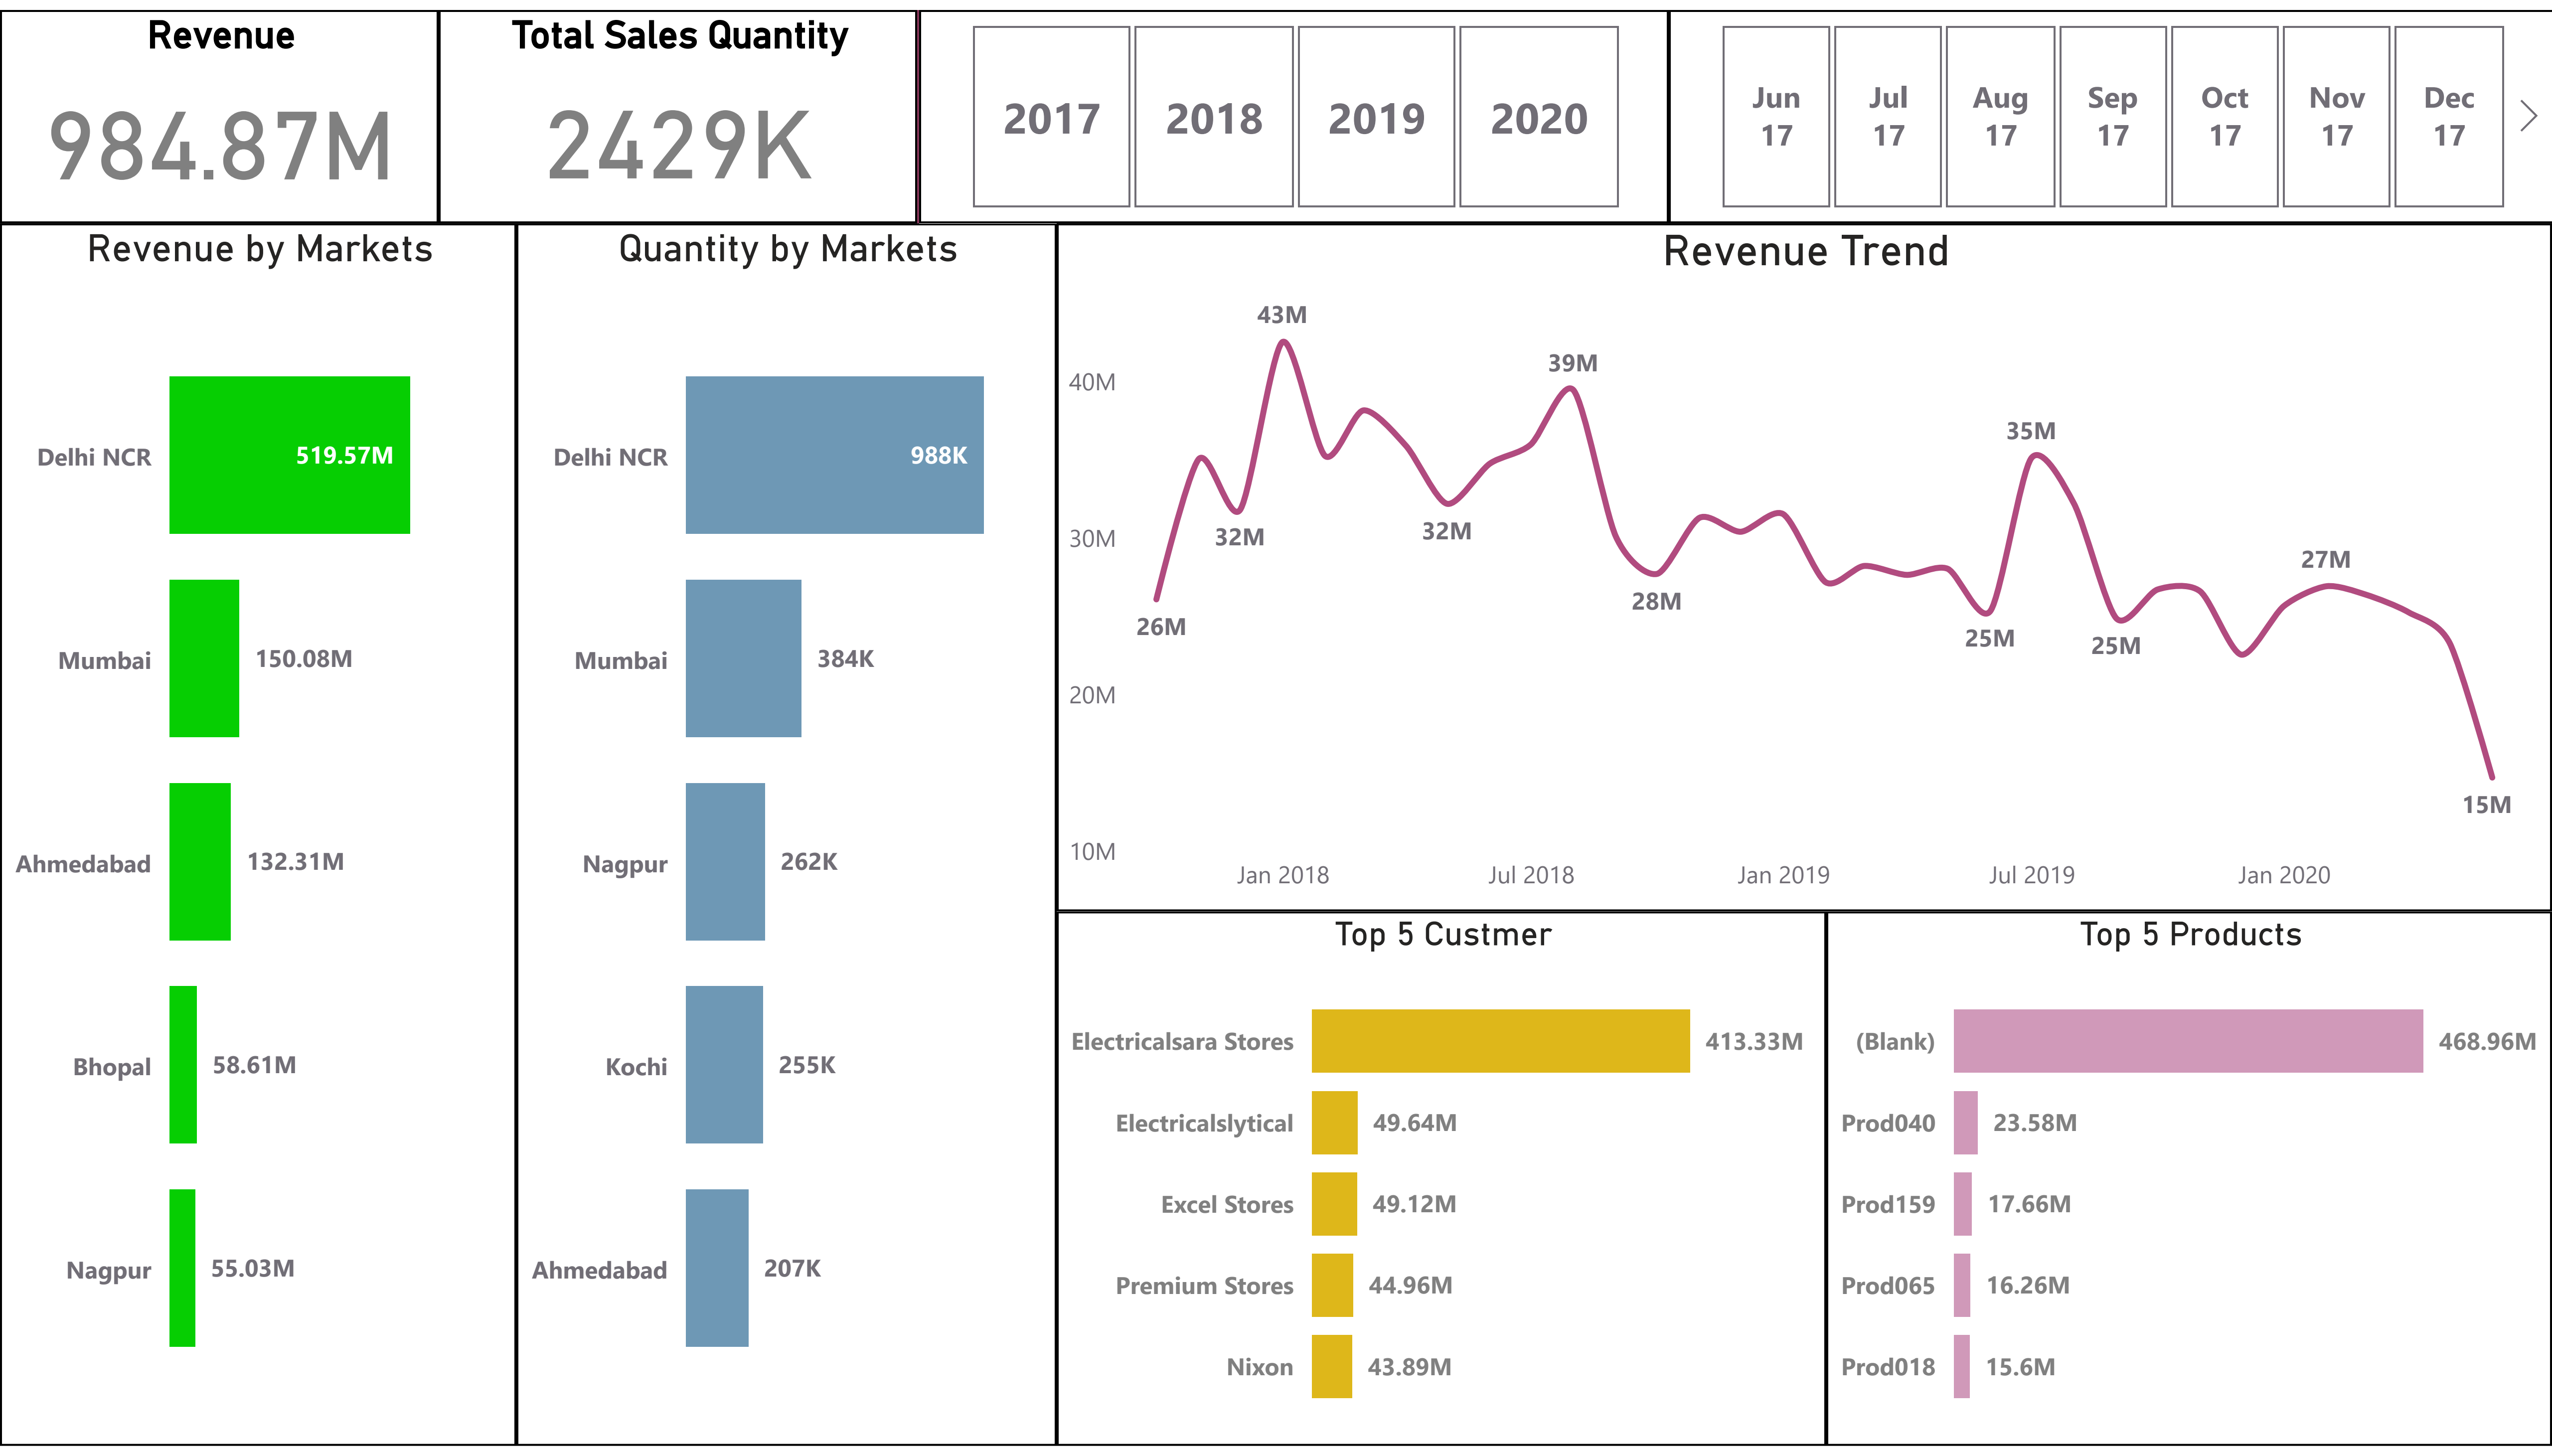 Revenue
984.87M
Total Sales Quantity
2429K
2017
2018
2019
2020
Jun
17
Jul
17
Aug
17
Sep
17
Oct
17
Nov
17
Dec
17
Revenue by Markets
Delhi NCR
519.57M
Mumbai
150.08M
Ahmedabad
132.31M
Bhopal
58.61M
Nagpur
55.03M
Quantity by Markets
Delhi NCR
988K
Mumbai
384K
Nagpur
262K
Kochi
255K
Ahmedabad
207K
Revenue Trend
40M
30M
20M
10M
26M
32M
43M
32M
39M
28M
25M
35M
25M
27M
15M
Jan 2018
Jul 2018
Jan 2019
Jul 2019
Jan 2020
Top 5 Custmer
Electricalsara Stores
413.33M
Electricalslytical
49.64M
Excel Stores
49.12M
Premium Stores
44.96M
Nixon
43.89M
Top 5 Products
(Blank)
468.96M
Prod040
23.58M
Prod159
17.66M
Prod065
16.26M
Prod018
15.6M